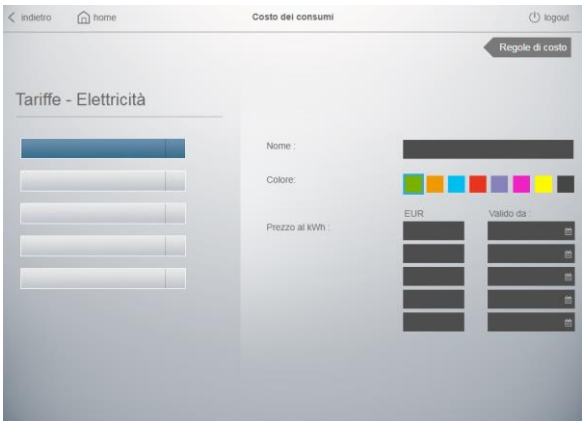 indietro home Costo dei consumi logout
Regole di costo
Tariffe - Elettricità
Nome :
Colore:
EUR Valido da :
Prezzo al kWh :